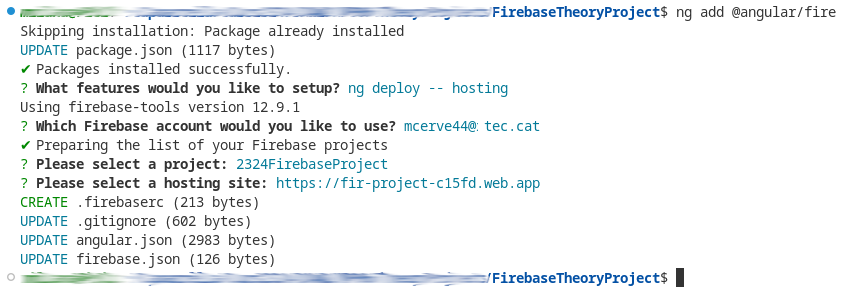 /FirebaseTheoryProject$ ng add @angular/fire
Skipping installation: Package already installed
UPDATE package.json (1117 bytes)
✔ Packages installed successfully.
? What features would you like to setup? ng deploy -- hosting
Using firebase-tools version 12.9.1
? Which Firebase account would you like to use? mcerve44@ tec.cat
✔ Preparing the list of your Firebase projects
? Please select a project: 2324FirebaseProject
? Please select a hosting site: https://fir-project-c15fd.web.app
CREATE .firebaserc (213 bytes)
UPDATE .gitignore (602 bytes)
UPDATE angular.json (2983 bytes)
UPDATE firebase.json (126 bytes)
/FirebaseTheoryProject$